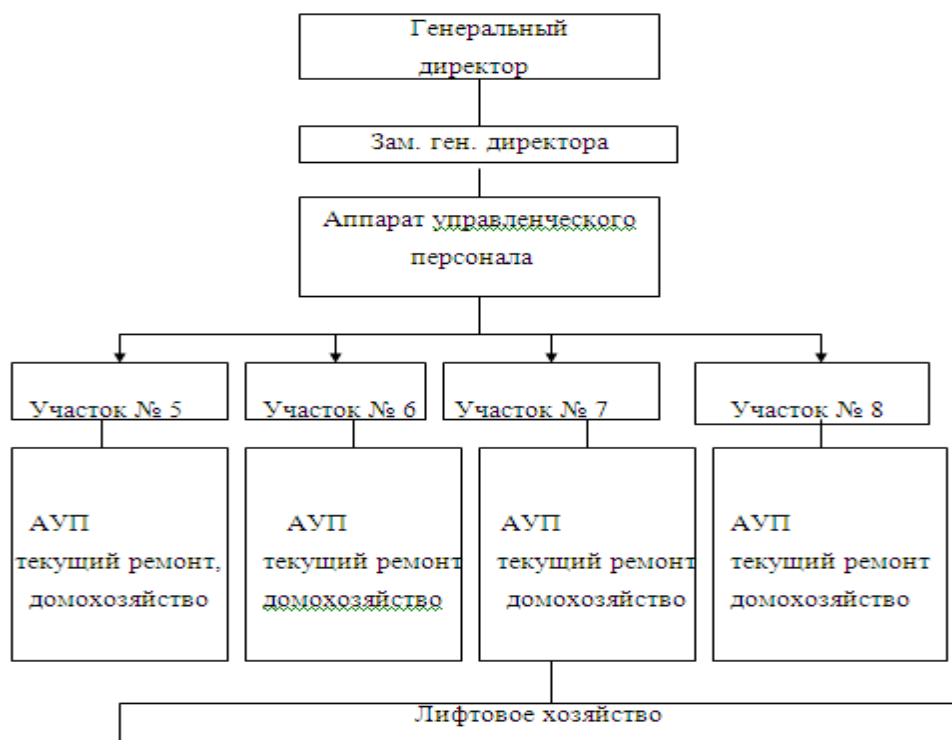 Генеральный
директор
Зам. ген. директора
Аппарат управленческого
персонала
Участок № 5
Участок № 6
Участок № 7
Участок № 8
АУП
текущий ремонт,
домохозяйство
АУП
текущий ремонт
домохозяйство
АУП
текущий ремонт
домохозяйство
АУП
текущий ремонт
домохозяйство
Лифтовое хозяйство